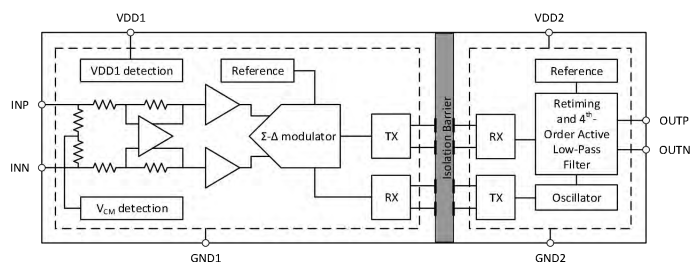 VDD1
VDD2
VDD1 detection
Reference
Reference
INP
INN
Σ-Δ modulator
TX
RX
Isolation Barrier
RX
TX
Retiming
and 4th-
Order Active
Low-Pass
Filter
Oscillator
OUTP
OUTN
VCM detection
GND1
GND2